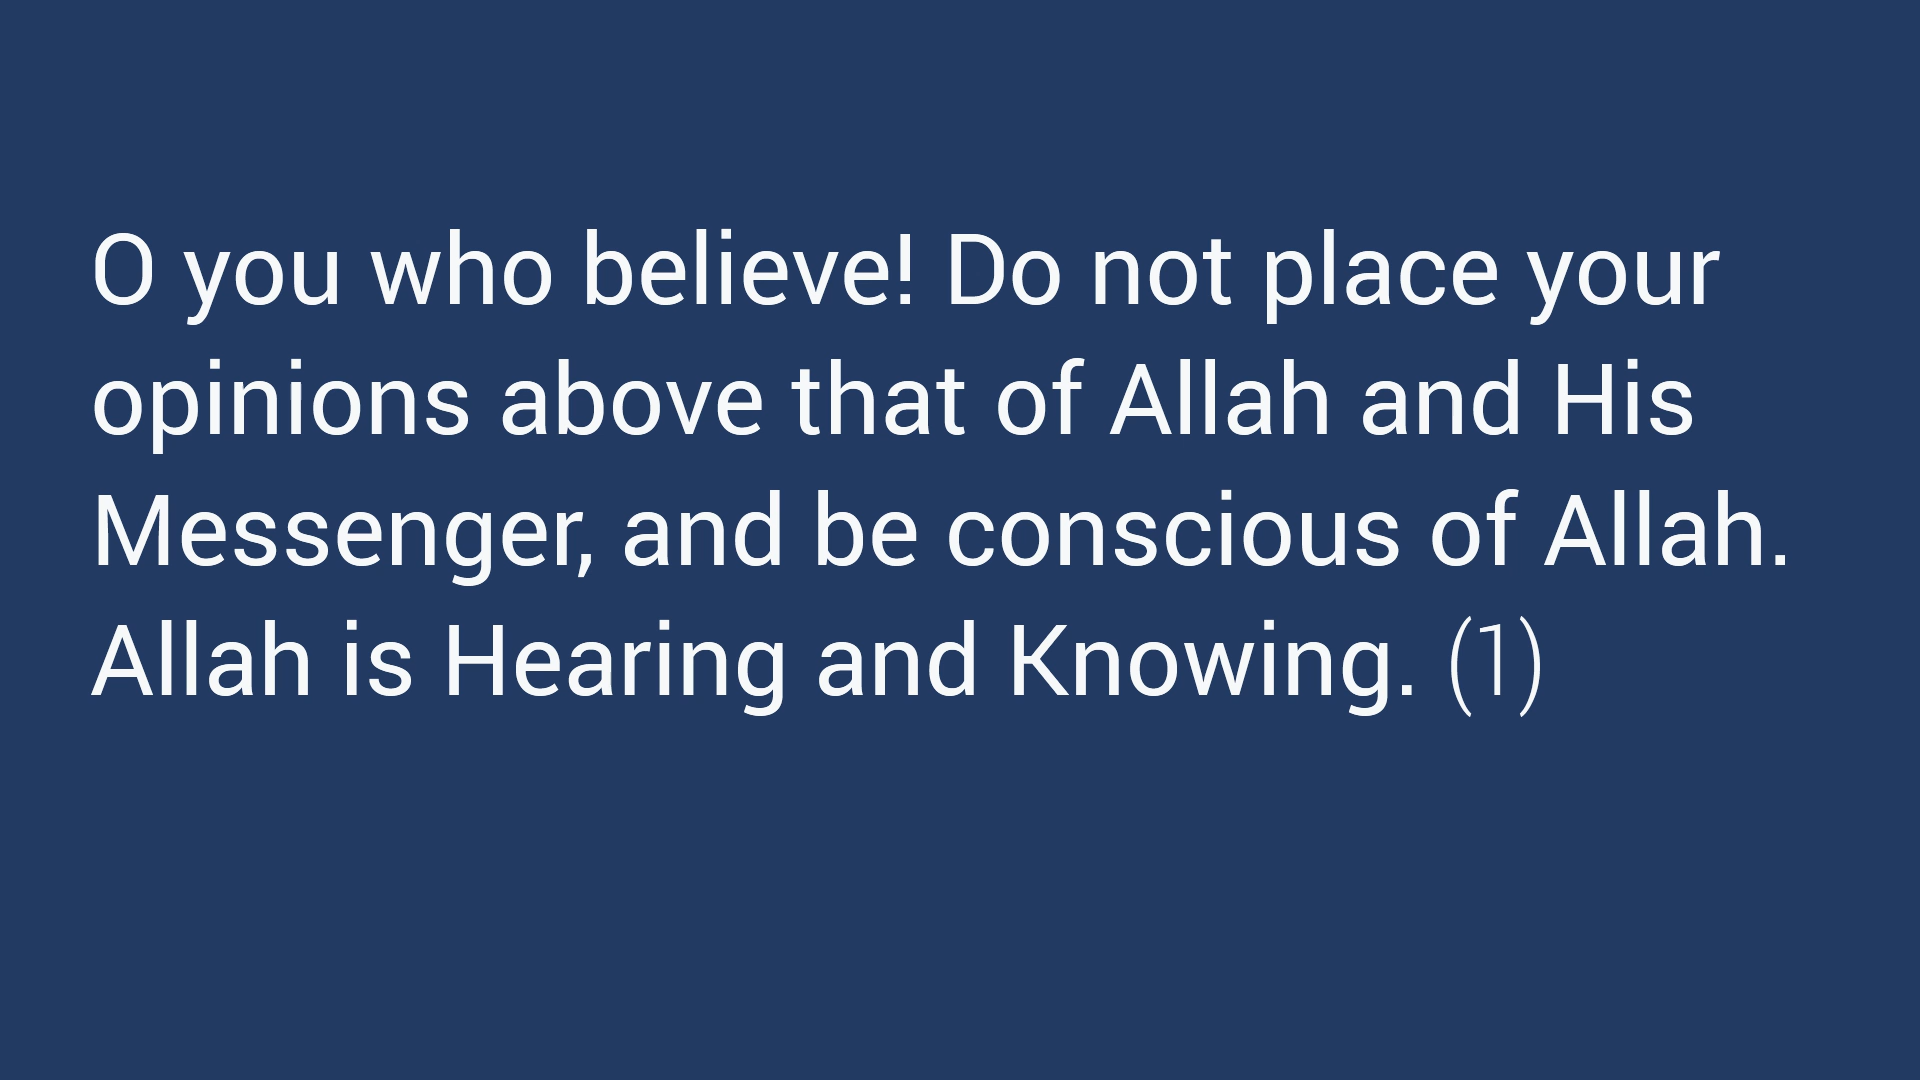 O you who believe! Do not place your
opinions above that of Allah and His
Messenger, and be conscious of Allah.
Allah is Hearing and Knowing. (1)